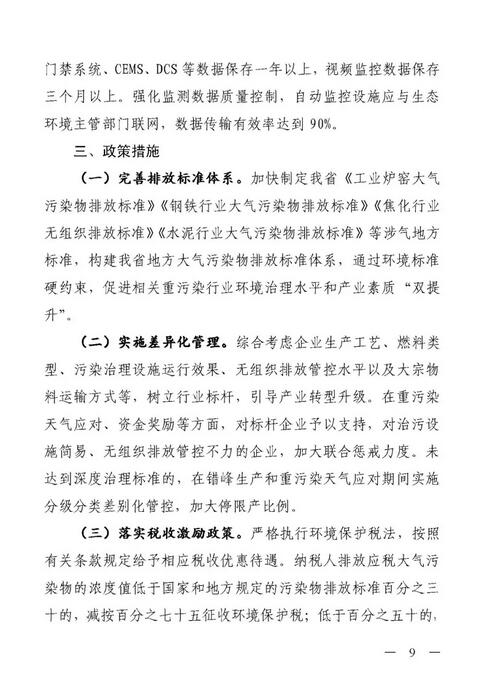 门禁系统、CEMS、DCS 等数据保存一年以上，视频监控数据保存
三个月以上。强化监测数据质量控制，自动监控设施应与生态
环境主管部门联网，数据传输有效率达到 90%。
三、政策措施
（一）完善排放标准体系。加快制定我省《工业炉窑大气
污染物排放标准》《钢铁行业大气污染物排放标准》《焦化行业
无组织排放标准》《水泥行业大气污染物排放标准》等涉气地方
标准，构建我省地方大气污染物排放标准体系，通过环境标准
硬约束，促进相关重污染行业环境治理水平和产业素质“双提
升”。
（二）实施差异化管理。综合考虑企业生产工艺、燃料类
型、污染治理设施运行效果、无组织排放管控水平以及大宗物
料运输方式等，树立行业标杆，引导产业转型升级。在重污染
天气应对、资金奖励等方面，对标杆企业予以支持，对治污设
施简易、无组织排放管控不力的企业，加大联合惩戒力度。未
达到深度治理标准的，在错峰生产和重污染天气应对期间实施
分级分类差别化管控，加大停限产比例。
（三）落实税收激励政策。严格执行环境保护税法，按照
有关条款规定给予相应税收优惠待遇。纳税人排放应税大气污
染物的浓度值低于国家和地方规定的污染物排放标准百分之三
十的，减按百分之七十五征收环境保护税；低于百分之五十的，
— 9 —